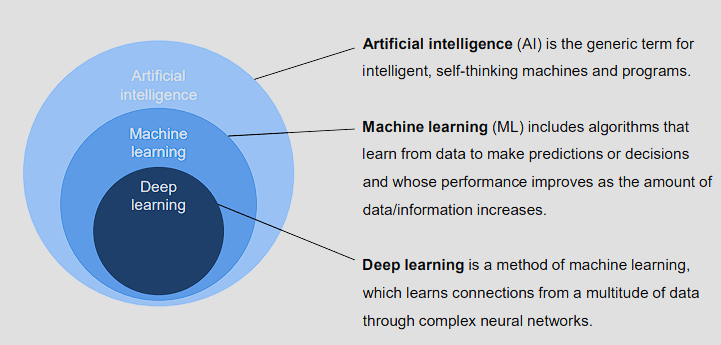 Artificial
intelligence
Machine
learning
Deep
learning
Artificial intelligence (AI) is the generic term for
intelligent, self-thinking machines and programs.
Machine learning (ML) includes algorithms that
learn from data to make predictions or decisions
and whose performance improves as the amount of
data/information increases.
Deep learning is a method of machine learning,
which learns connections from a multitude of data
through complex neural networks.